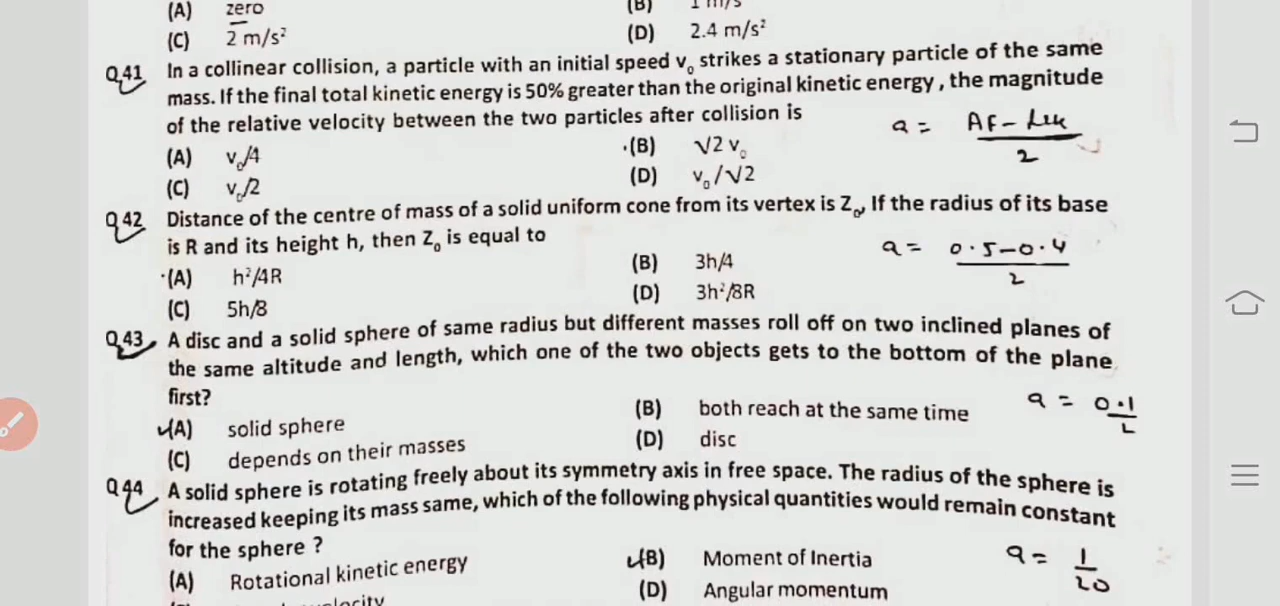 (A) zero (B) 1 m/s
(C) 2 m/s² (D) 2.4 m/s²
Q.41 In a collinear collision, a particle with an initial speed v₀ strikes a stationary particle of the same
mass. If the final total kinetic energy is 50% greater than the original kinetic energy , the magnitude
of the relative velocity between the two particles after collision is
a =
2
(A) v₀/4 (B) √2 v₀
(C) v₀/2 (D) v₀/√2
Q.42 Distance of the centre of mass of a solid uniform cone from its vertex is Z₀, If the radius of its base
is R and its height h, then Z₀ is equal to
a = 0.5-0.4
2
(A) h²/4R (B) 3h/4
(C) 5h/8 (D) 3h²/8R
Q.43 A disc and a solid sphere of same radius but different masses roll off on two inclined planes of
the same altitude and length, which one of the two objects gets to the bottom of the plane
first?
a = 0.1
(A) solid sphere (B) both reach at the same time
(C) depends on their masses (D) disc
Q.44 A solid sphere is rotating freely about its symmetry axis in free space. The radius of the sphere is
increased keeping its mass same, which of the following physical quantities would remain constant
for the sphere ?
a = 1
20
(A) Rotational kinetic energy (B) Moment of Inertia
(D) Angular momentum